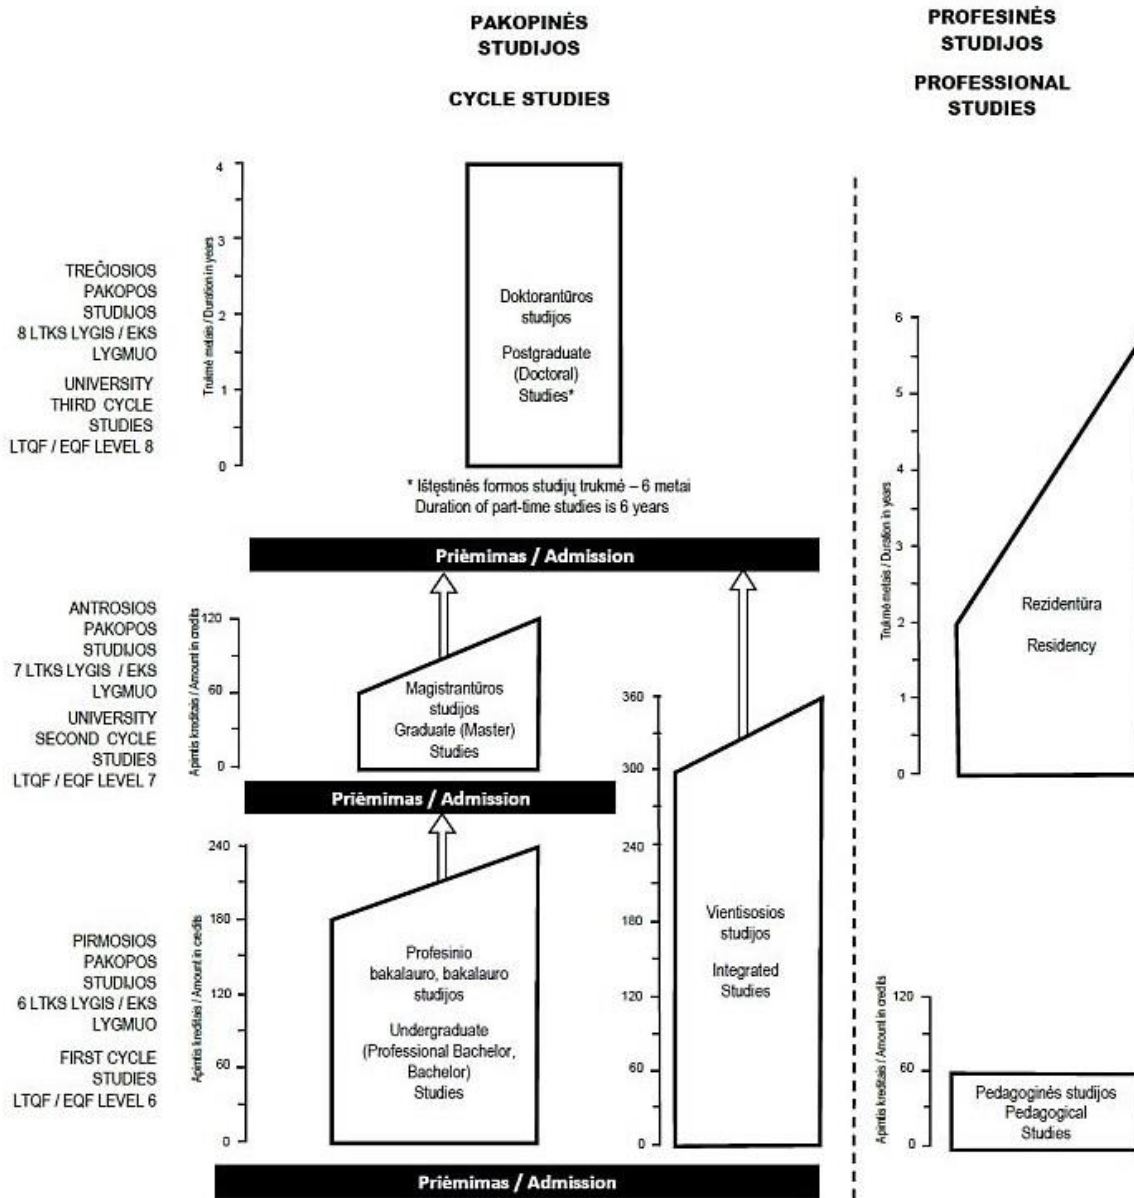 PAKOPINĖS
STUDIJOS
CYCLE STUDIES
PROFESINĖS
STUDIJOS
PROFESSIONAL
STUDIES
TREČIOSIOS
PAKOPOS
STUDIJOS
8 LTKS LYGIS / EKS
LYGMUO
UNIVERSITY
THIRD CYCLE
STUDIES
LTQF / EQF LEVEL 8
Trukmė metais / Duration in years
4
3
2
1
0
Doktorantūros
studijos
Postgraduate
(Doctoral)
Studies*
* Ištęstinės formos studijų trukmė – 6 metai
Duration of part-time studies is 6 years
Priėmimas / Admission
ANTROSIOS
PAKOPOS
STUDIJOS
7 LTKS LYGIS / EKS
LYGMUO
UNIVERSITY
SECOND CYCLE
STUDIES
LTQF / EQF LEVEL 7
Apimtis kreditais / Amount in credits
120
60
0
Magistrantūros
studijos
Graduate (Master)
Studies
Priėmimas / Admission
PIRMOSIOS
PAKOPOS
STUDIJOS
6 LTKS LYGIS / EKS
LYGMUO
FIRST CYCLE
STUDIES
LTQF / EQF LEVEL 6
Apimtis kreditais / Amount in credits
240
180
120
60
0
Profesinio
bakalauro, bakalauro
studijos
Undergraduate
(Professional Bachelor,
Bachelor)
Studies
360
300
240
180
120
60
0
Vientisosios
studijos
Integrated
Studies
Priėmimas / Admission
Trukmė metais / Duration in years
6
5
4
3
2
1
0
Rezidentūra
Residency
Apimtis kreditais / Amount in credits
120
60
0
Pedagoginės studijos
Pedagogical
Studies